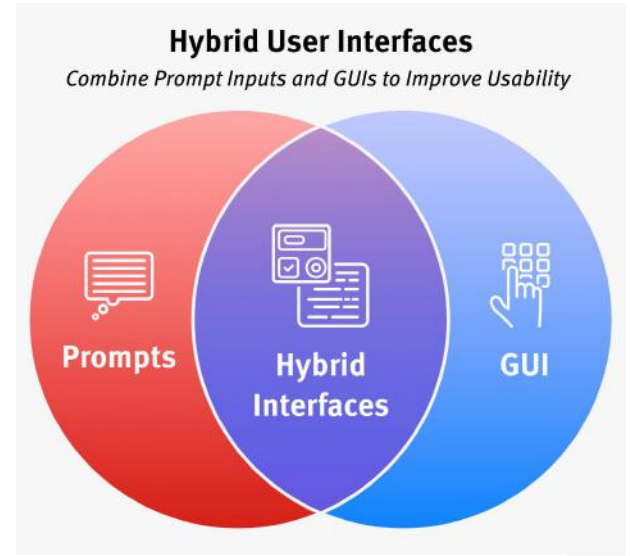 Hybrid User Interfaces
Combine Prompt Inputs and GUIs to Improve Usability
Prompts
Hybrid
Interfaces
GUI